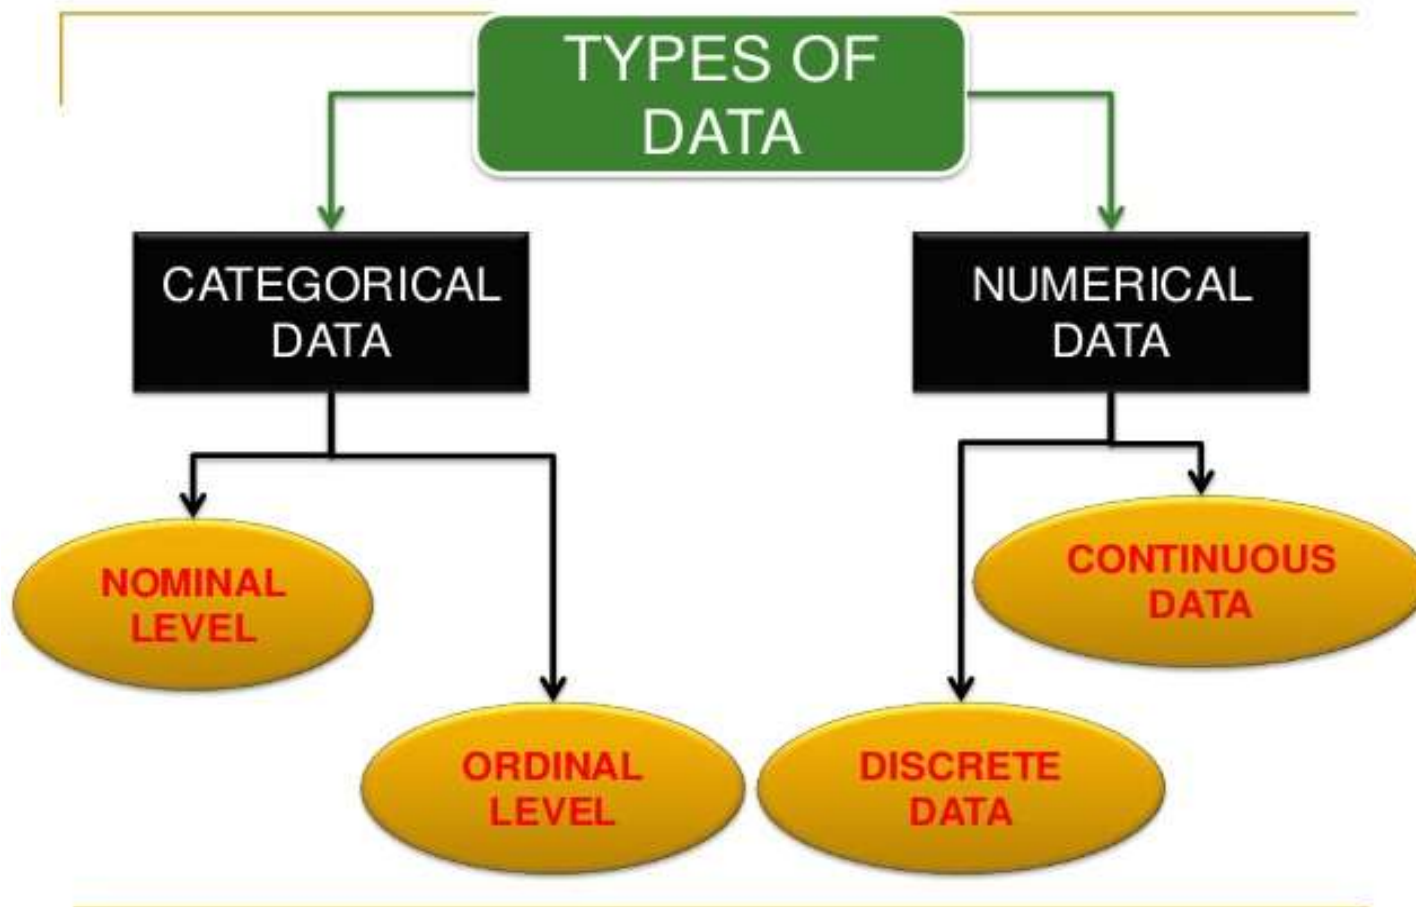 TYPES OF
DATA
CATEGORICAL
DATA
NUMERICAL
DATA
NOMINAL
LEVEL
CONTINUOUS
DATA
ORDINAL
LEVEL
DISCRETE
DATA